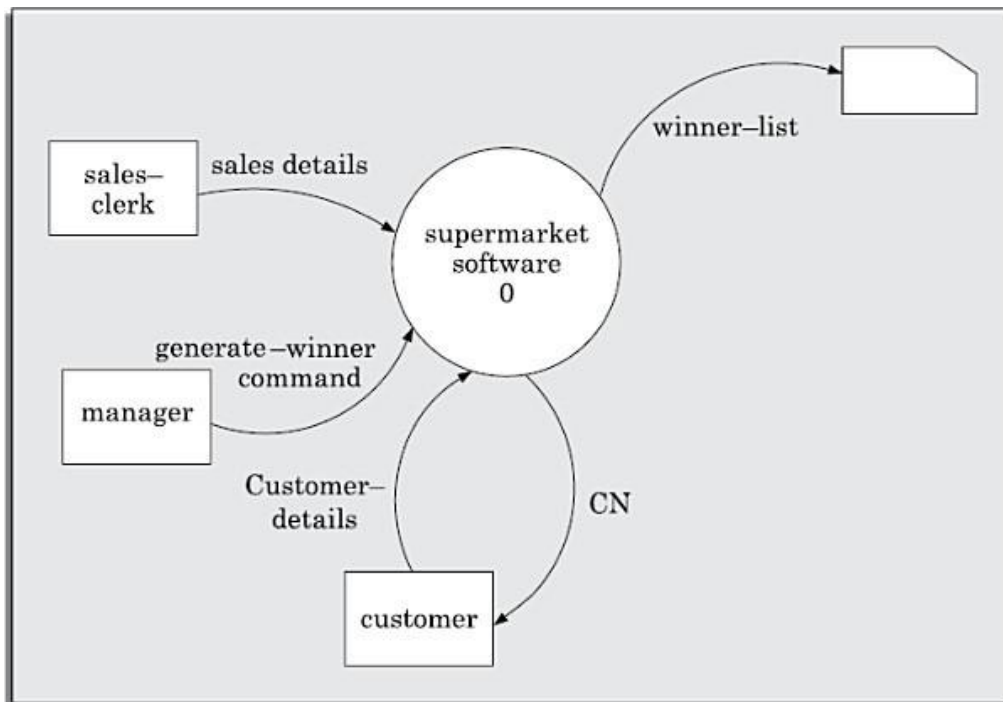 winner–list
sales details
sales–
clerk
supermarket
software
0
generate–winner
command
manager
Customer–
details
CN
customer